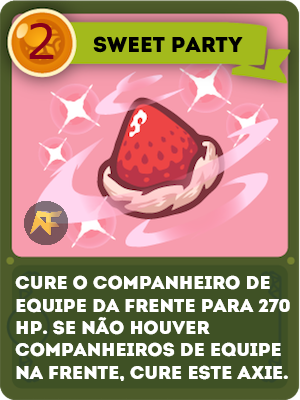 2
SWEET PARTY
AF
CURE O COMPANHEIRO DE
EQUIPE DA FRENTE PARA 270
HP. SE NÃO HOUVER
COMPANHEIROS DE EQUIPE
NA FRENTE, CURE ESTE AXIE.